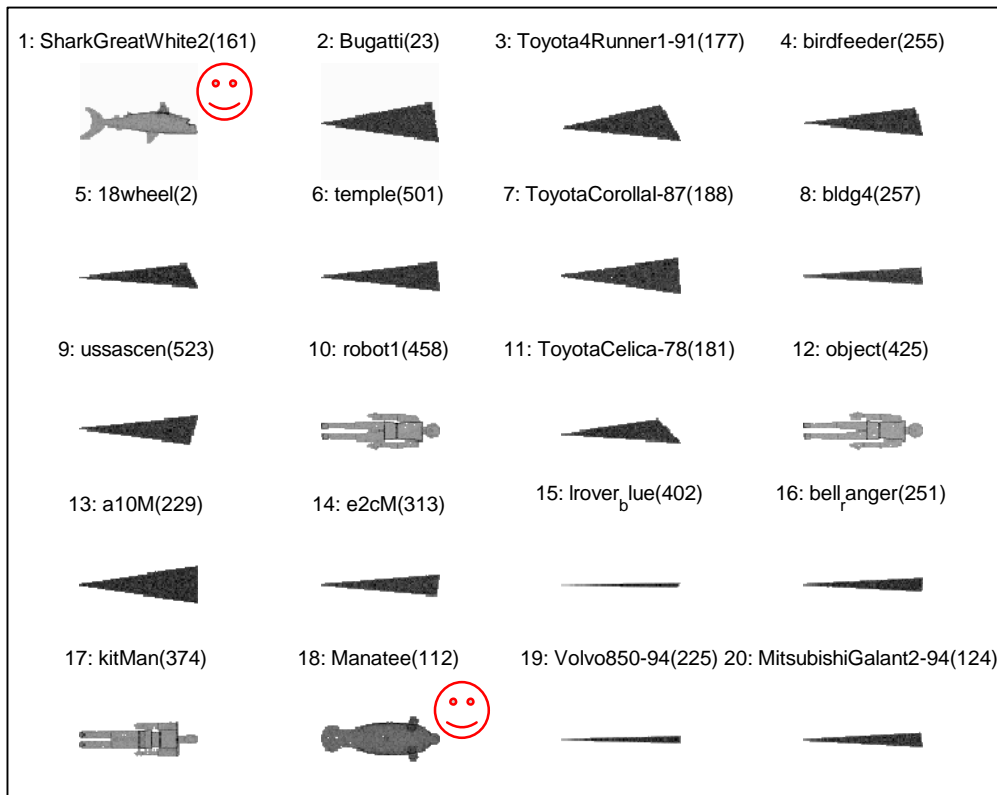 1: SharkGreatWhite2(161) 2: Bugatti(23) 3: Toyota4Runner1-91(177) 4: birdfeeder(255)
5: 18wheel(2) 6: temple(501) 7: ToyotaCorollaI-87(188) 8: bldg4(257)
9: ussascen(523) 10: robot1(458) 11: ToyotaCelica-78(181) 12: object(425)
13: a10M(229) 14: e2cM(313) 15: lrover_blue(402) 16: bell_ranger(251)
17: kitMan(374) 18: Manatee(112) 19: Volvo850-94(225) 20: MitsubishiGalant2-94(124)